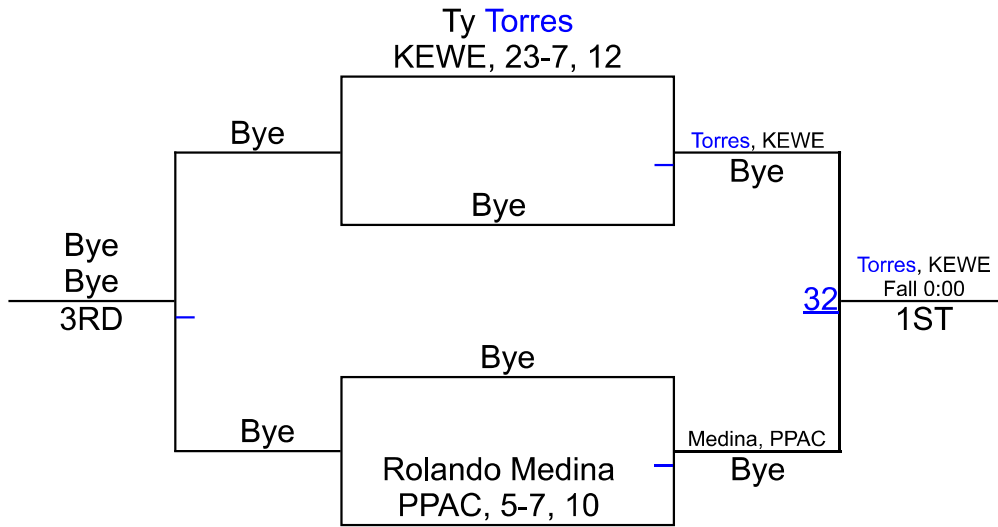 Ty Torres
KEWE, 23-7, 12
Bye
Torres, KEWE
Bye
Bye
Bye
Bye
3RD
Torres, KEWE
Fall 0:00
32
1ST
Bye
Bye
Medina, PPAC
Bye
Rolando Medina
PPAC, 5-7, 10